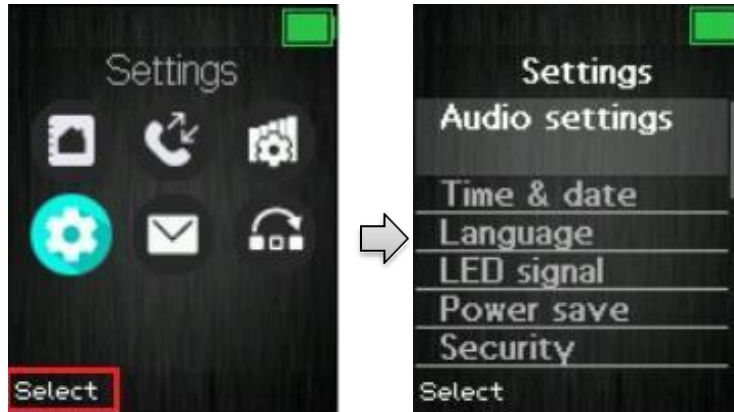 Settings
Select
Settings
Audio settings
Time & date
Language
LED signal
Power save
Security
Select